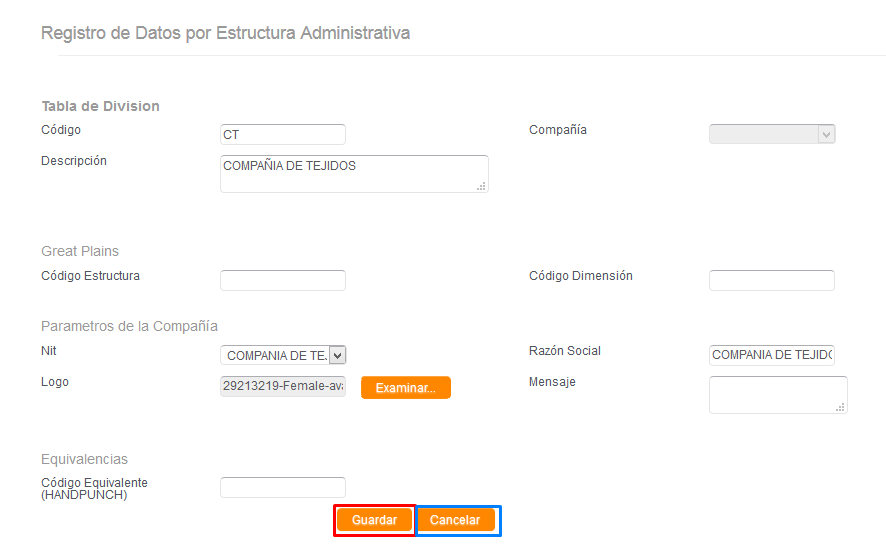 Registro de Datos por Estructura Administrativa
Tabla de Division
Código CT Compañía
Descripción COMPAÑIA DE TEJIDOS
Great Plains
Código Estructura Código Dimensión
Parametros de la Compañía
Nit COMPANIA DE TEJ Razón Social COMPANIA DE TEJIDO
Logo 29213219-Female-ava Examinar... Mensaje
Equivalencias
Código Equivalente
(HANDPUNCH)
Guardar Cancelar